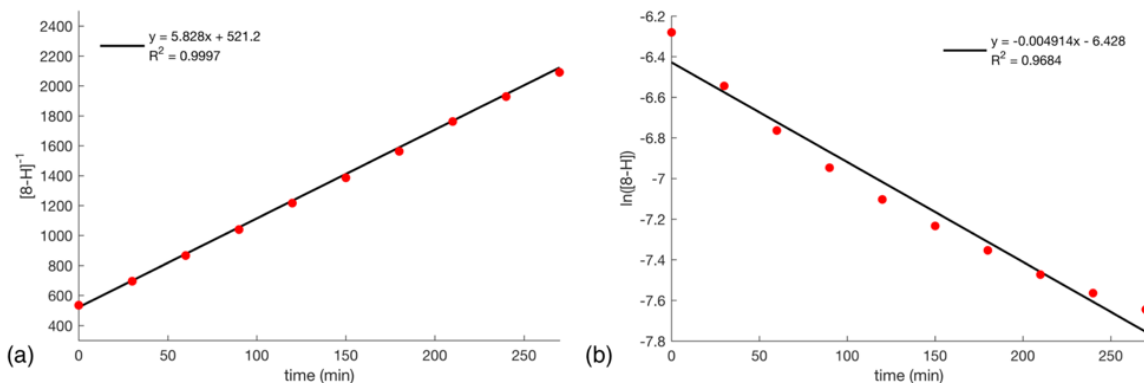 y = 5.828x + 521.2
R² = 0.9997
2600
2400
2200
2000
1800
1600
1400
1200
1000
800
600
400
[8-H]⁻¹
0 50 100 150 200 250
time (min)
(a)
y = -0.004914x - 6.428
R² = 0.9684
-6.2
-6.4
-6.6
-6.8
-7
-7.2
-7.4
-7.6
-7.8
ln([8-H])
0 50 100 150 200 250
time (min)
(b)